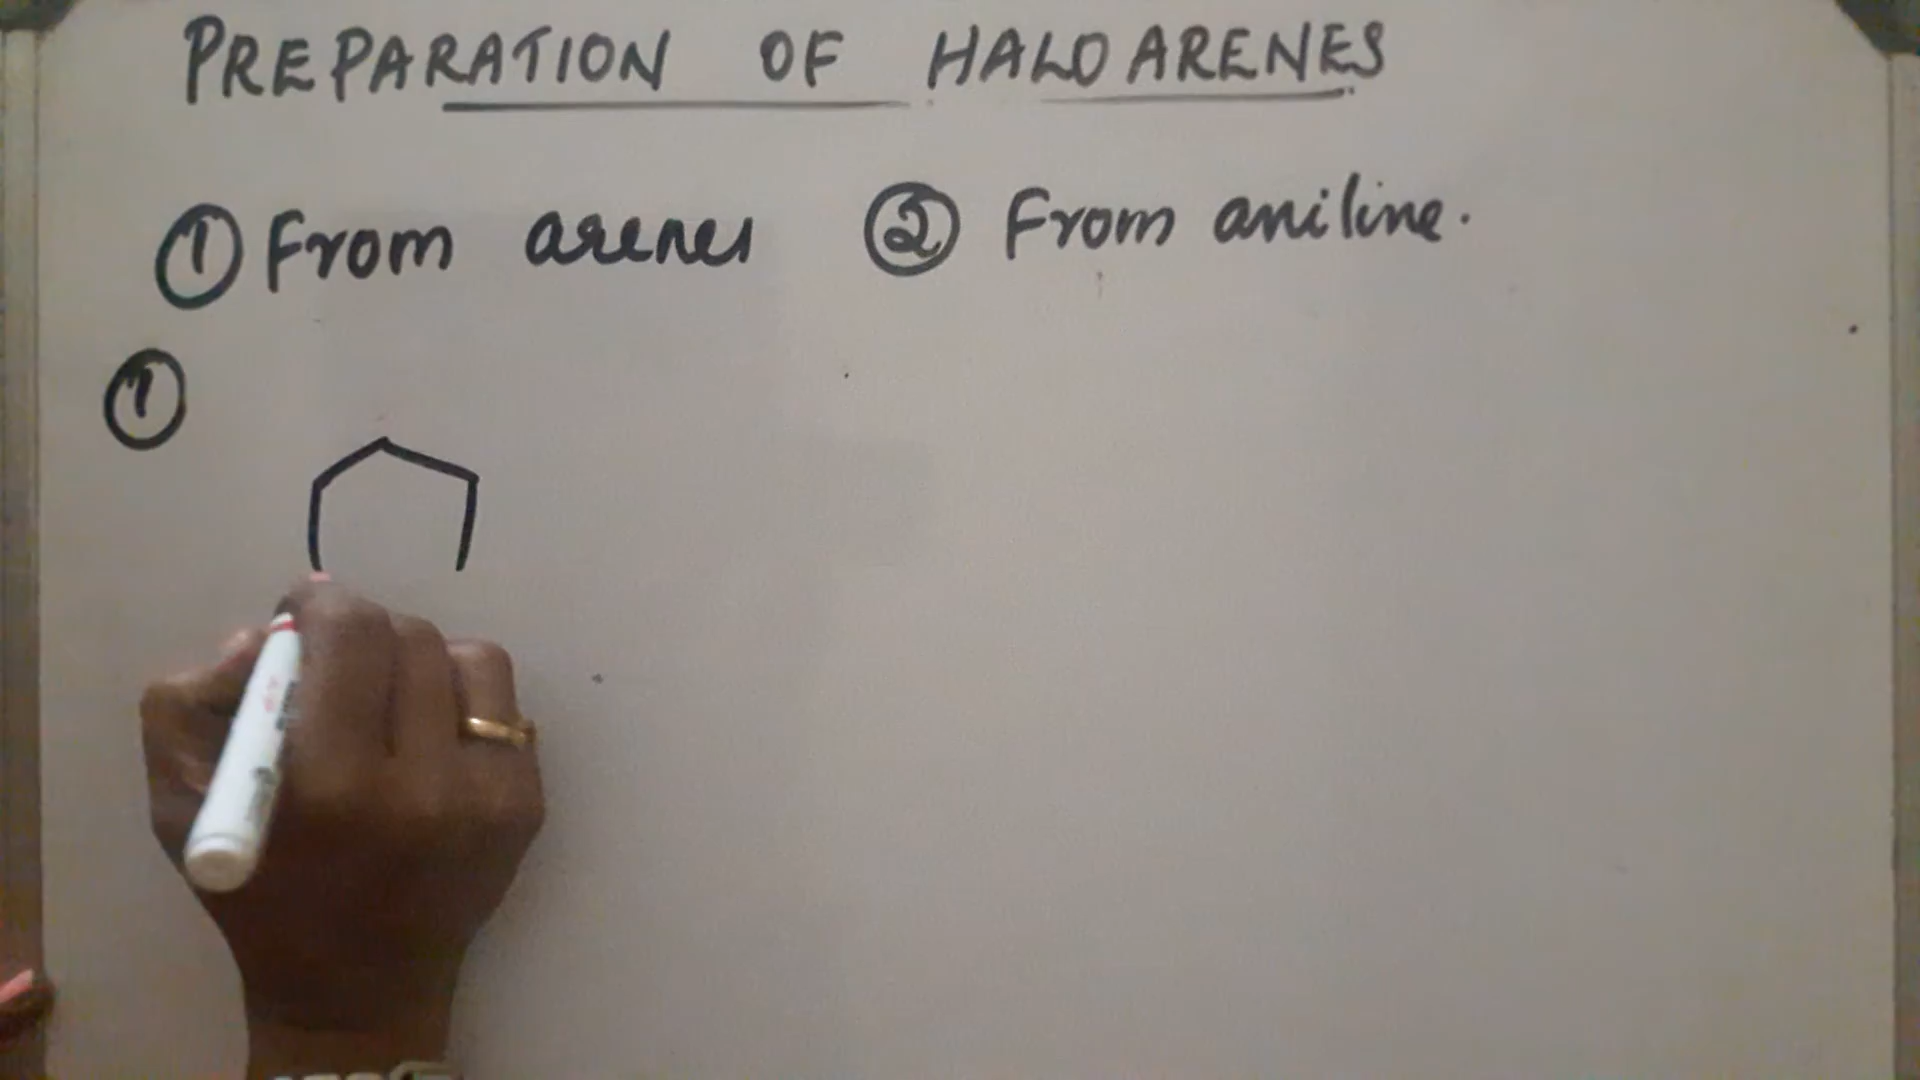 PREPARATION OF HALOARENES
① From arenes ② From aniline.
①